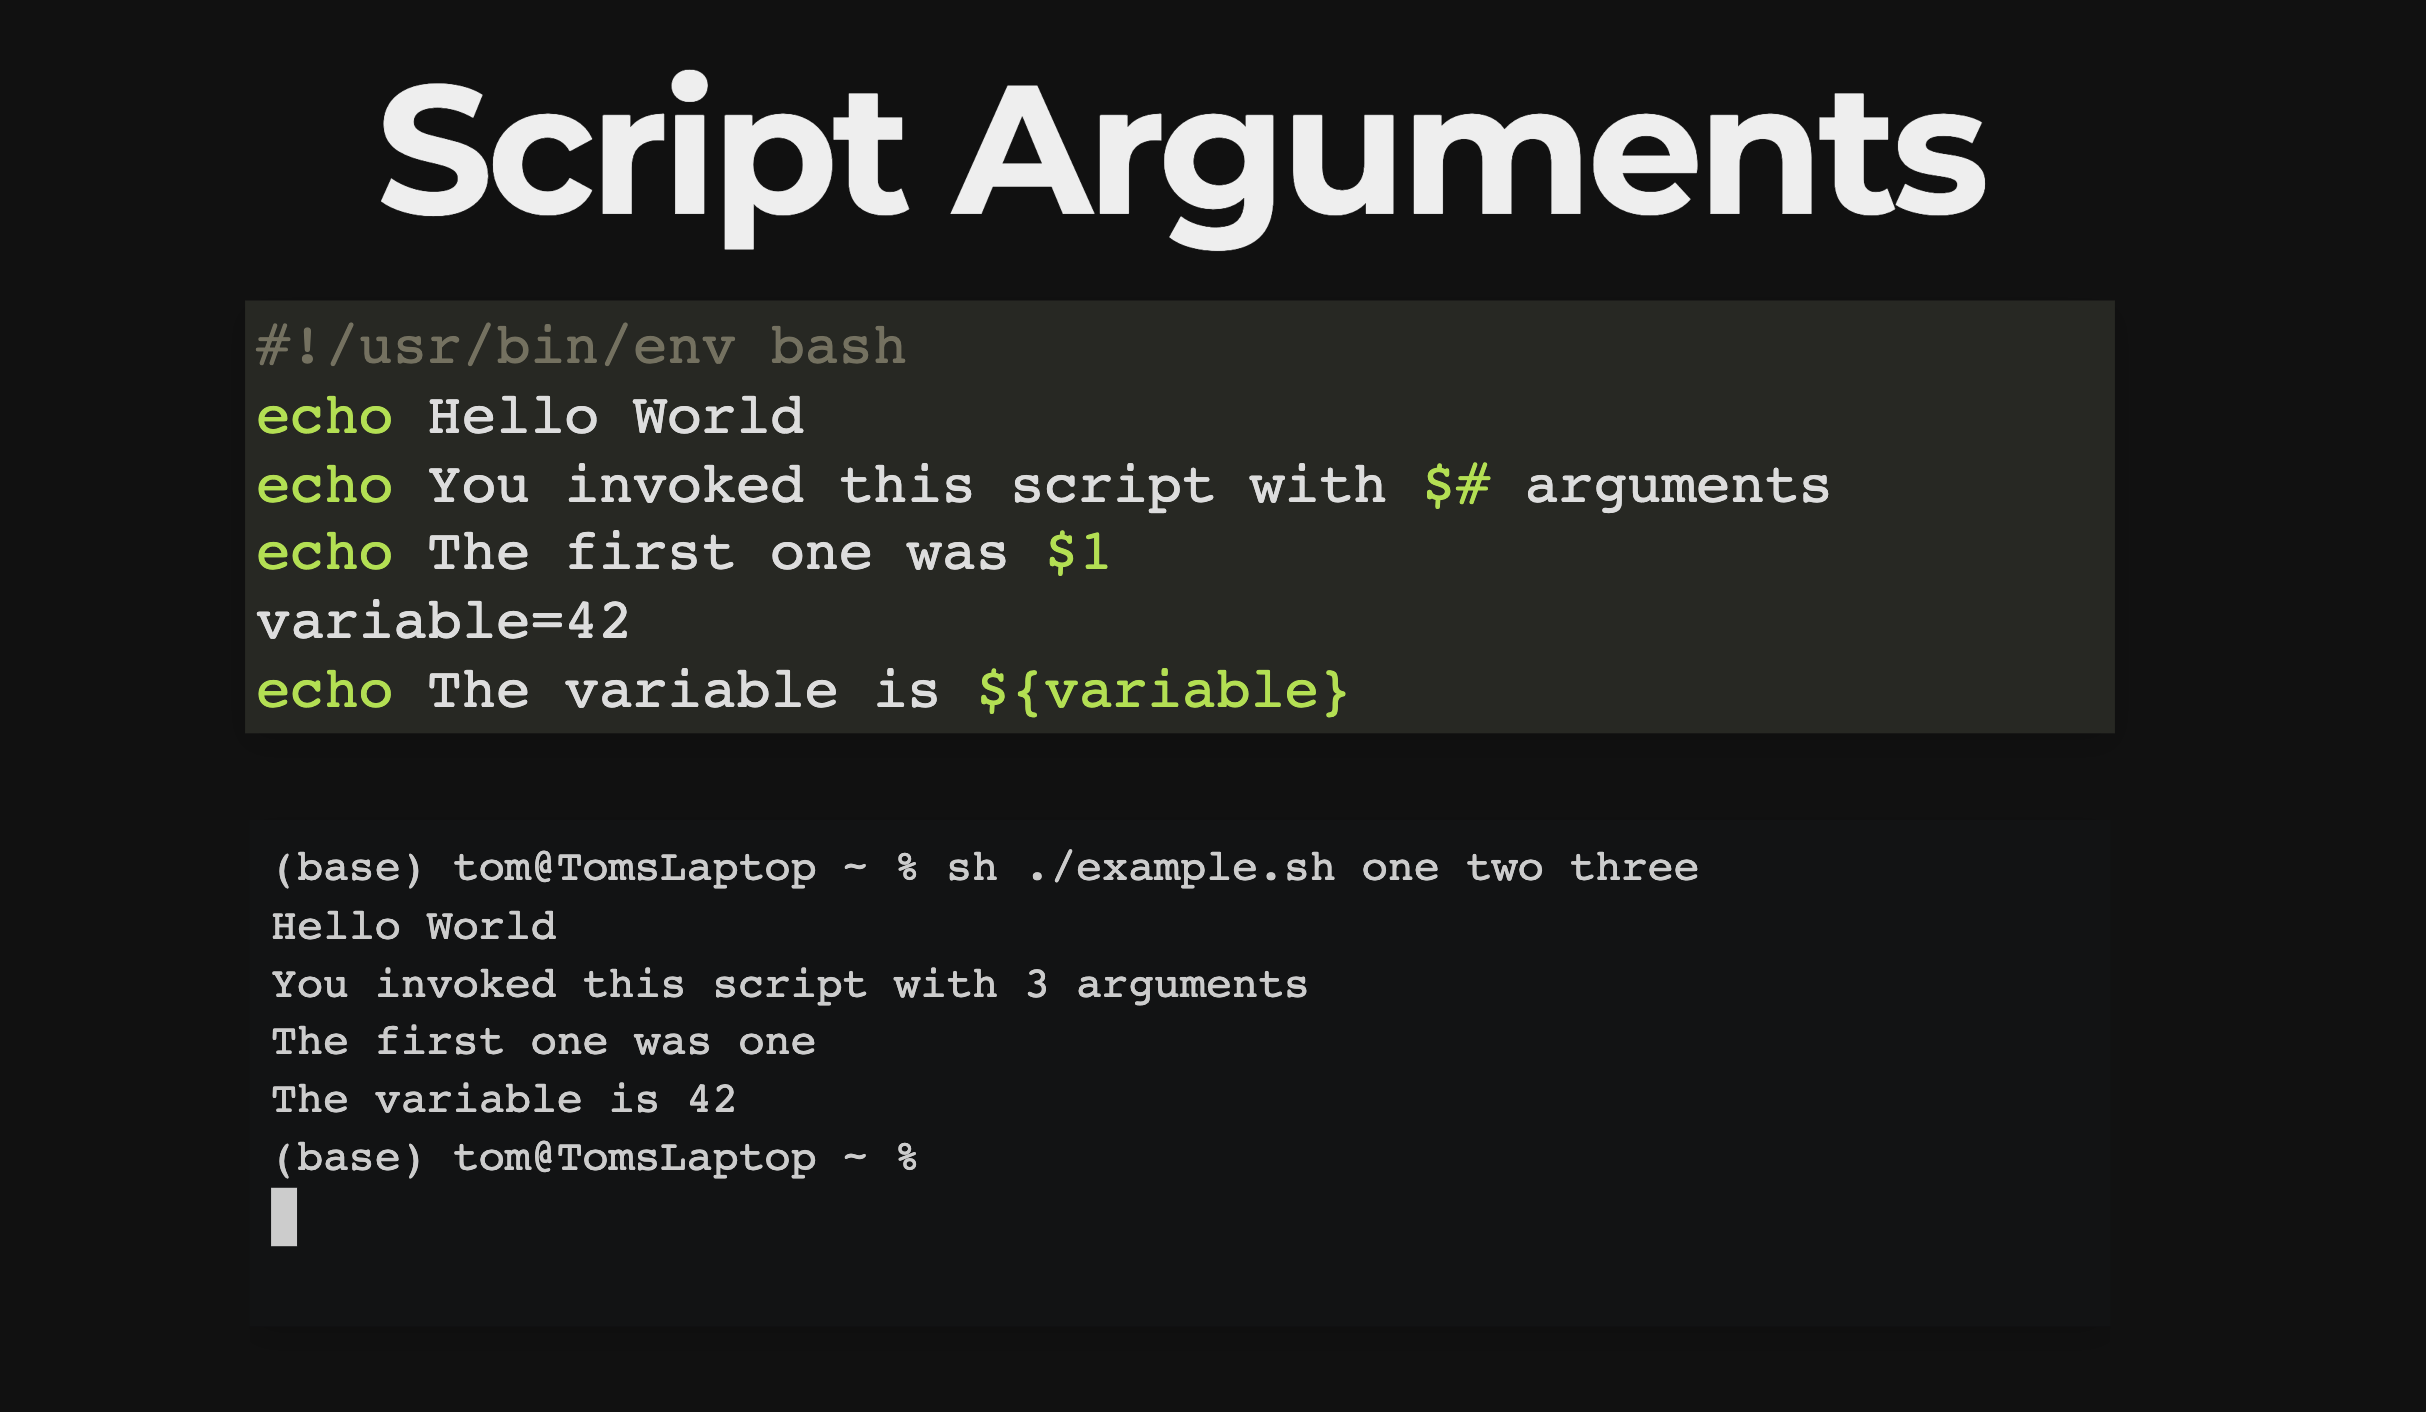 Script Arguments
#!/usr/bin/env bash
echo Hello World
echo You invoked this script with $# arguments
echo The first one was $1
variable=42
echo The variable is ${variable}
(base) tom@TomsLaptop ~ % sh ./example.sh one two three
Hello World
You invoked this script with 3 arguments
The first one was one
The variable is 42
(base) tom@TomsLaptop ~ %